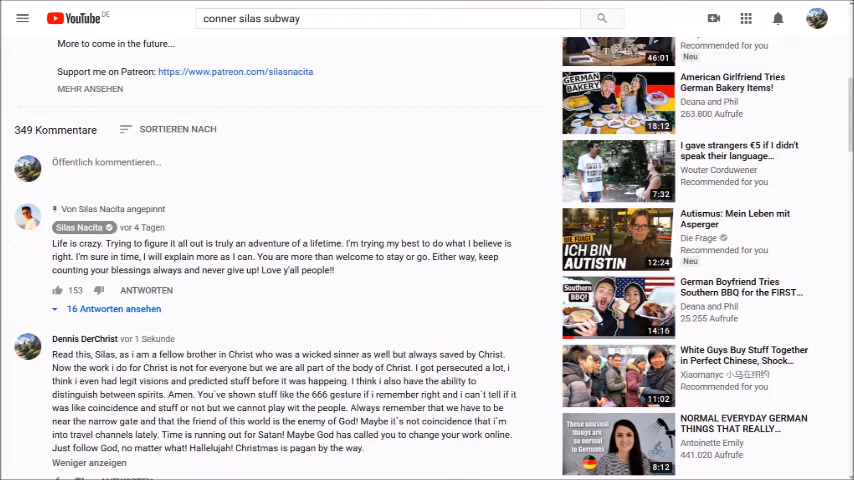 YouTube DE
conner silas subway
More to come in the future...
Support me on Patreon: https://www.patreon.com/silasnacita
MEHR ANSEHEN
349 Kommentare
SORTIEREN NACH
Öffentlich kommentieren...
Von Silas Nacita angepinnt
Silas Nacita vor 4 Tagen
Life is crazy. Trying to figure it all out is truly an adventure of a lifetime. I'm trying my best to do what I believe is
right. I'm sure in time, I will explain more as I can. You are more than welcome to stay or go. Either way, keep
counting your blessings always and never give up! Love y'all people!!
153 ANTWORTEN
16 Antworten ansehen
Dennis DerChrist vor 1 Sekunde
Read this, Silas, as i am a fellow brother in Christ who was a wicked sinner as well but always saved by Christ.
Now the work i do for Christ is not for everyone but we are all part of the body of Christ. I got persecuted a lot, i
think i even had legit visions and predicted stuff before it was happeing. I think i also have the ability to
distinguish between spirits. Amen. You`ve shown stuff like the 666 gesture if i remember right and i can`t tell if it
was like coincidence and stuff or not but we cannot play wit the people. Always remember that we have to be
near the narrow gate and that the friend of this world is the enemy of God! Maybe it`s not coincidence that i`m
into travel channels lately. Time is running out for Satan! Maybe God has called you to change your work online.
Just follow God, no matter what! Hallelujah! Christmas is pagan by the way.
Weniger anzeigen
46:01
Recommended for you
Neu
GERMAN
BAKERY
18:12
American Girlfriend Tries
German Bakery Items!
Deana and Phil
263.800 Aufrufe
7:32
I gave strangers €5 if I didn't
speak their language...
Wouter Corduwener
Recommended for you
DIE FRAGE
ICH BIN
AUTISTIN
12:24
Autismus: Mein Leben mit
Asperger
Die Frage
Recommended for you
Neu
Southern
BBQ!
14:16
German Boyfriend Tries
Southern BBQ for the FIRST...
Deana and Phil
25.255 Aufrufe
11:02
White Guys Buy Stuff Together
in Perfect Chinese, Shock...
Xiaomanyc 小马在纽约
Recommended for you
These unusual
things are
so normal
to Germans
8:12
NORMAL EVERYDAY GERMAN
THINGS THAT REALLY...
Antoinette Emily
441.020 Aufrufe